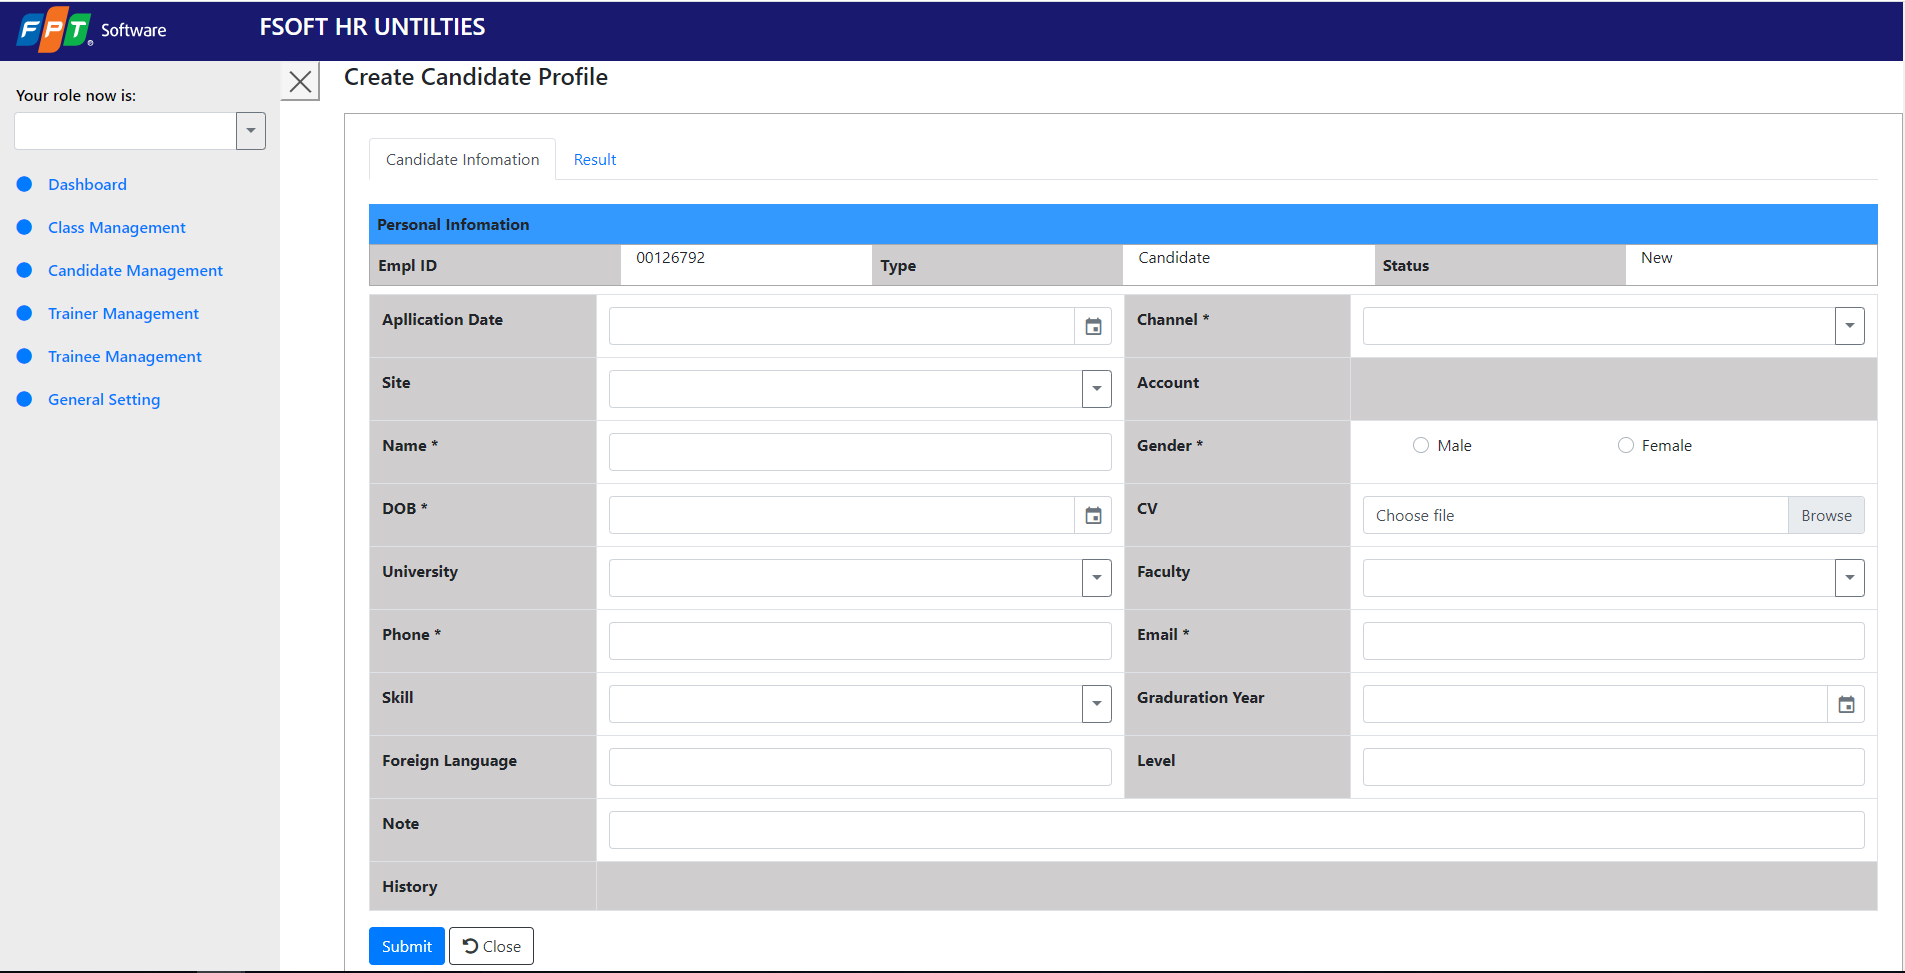 FPT® Software
FSOFT HR UNTILTIES
Your role now is:
Dashboard
Class Management
Candidate Management
Trainer Management
Trainee Management
General Setting
Create Candidate Profile
Candidate Infomation Result
Personal Infomation
Empl ID 00126792 Type Candidate Status New
Apllication Date Channel *
Site Account
Name * Gender * Male Female
DOB * CV Choose file Browse
University Faculty
Phone * Email *
Skill Graduration Year
Foreign Language Level
Note
History
Submit Close